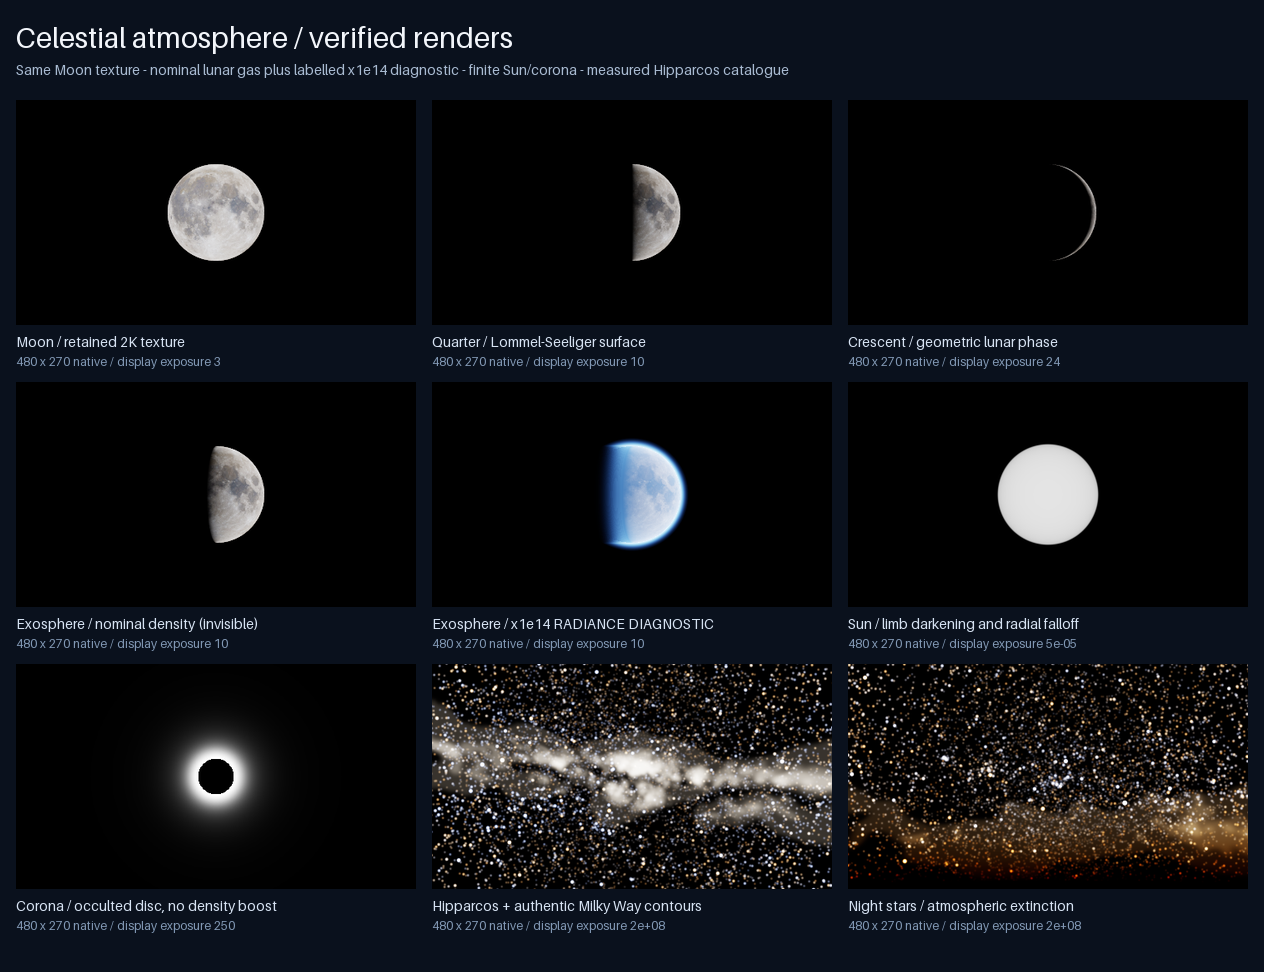 Celestial atmosphere / verified renders
Same Moon texture - nominal lunar gas plus labelled x1e14 diagnostic - finite Sun/corona - measured Hipparcos catalogue
Moon / retained 2K texture
480 x 270 native / display exposure 3
Quarter / Lommel-Seeliger surface
480 x 270 native / display exposure 10
Crescent / geometric lunar phase
480 x 270 native / display exposure 24
Exosphere / nominal density (invisible)
480 x 270 native / display exposure 10
Exosphere / x1e14 RADIANCE DIAGNOSTIC
480 x 270 native / display exposure 10
Sun / limb darkening and radial falloff
480 x 270 native / display exposure 5e-05
Corona / occulted disc, no density boost
480 x 270 native / display exposure 250
Hipparcos + authentic Milky Way contours
480 x 270 native / display exposure 2e+08
Night stars / atmospheric extinction
480 x 270 native / display exposure 2e+08